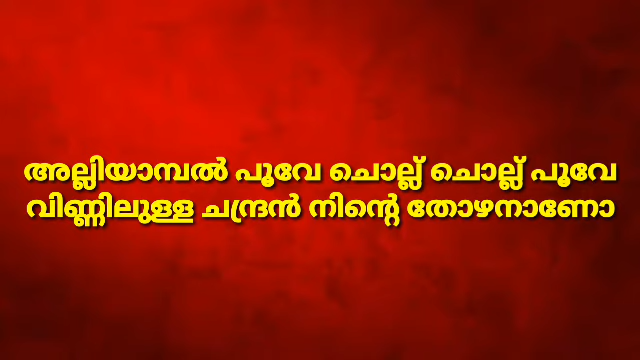 അല്ലിയാമ്പൽ പൂവേ ചൊല്ല് ചൊല്ല് പൂവേ
വിണ്ണിലുള്ള ചന്ദ്രൻ നിന്റെ തോഴനാണോ